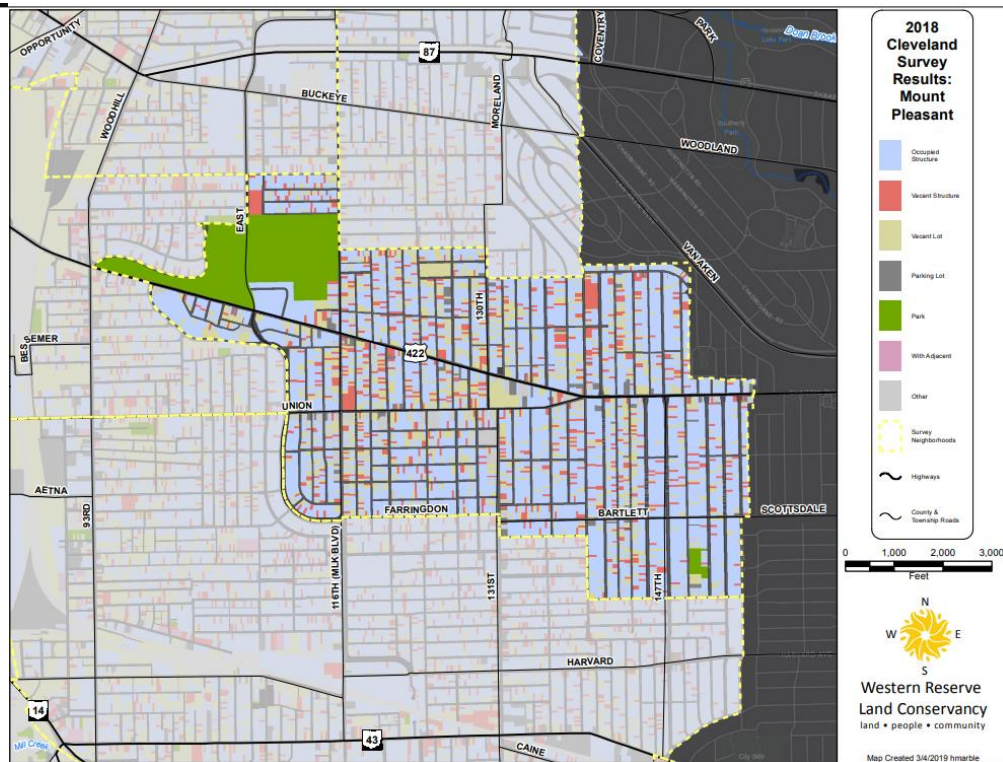 OPPORTUNITY
WOODHILL
87
BUCKEYE
MORELAND
COVENTRY
PARK
Doan Brook
WOODLAND
EAST
VAN AKEN
130TH
422
BESSEMER
UNION
AETNA
93RD
FARRINGDON
BARTLETT
SCOTTSDALE
116TH (MLK BLVD)
131ST
147TH
HARVARD
HARVARD AVE
14
Mill Creek
43
CAINE
2018
Cleveland
Survey
Results:
Mount
Pleasant
Occupied
Structure
Vacant Structure
Vacant Lot
Parking Lot
Park
With Adjacent
Other
Survey
Neighborhoods
Highways
County &
Township Roads
0 1,000 2,000 3,000
Feet
N
W E
S
Western Reserve
Land Conservancy
land • people • community
Map Created 3/4/2019 hmarble